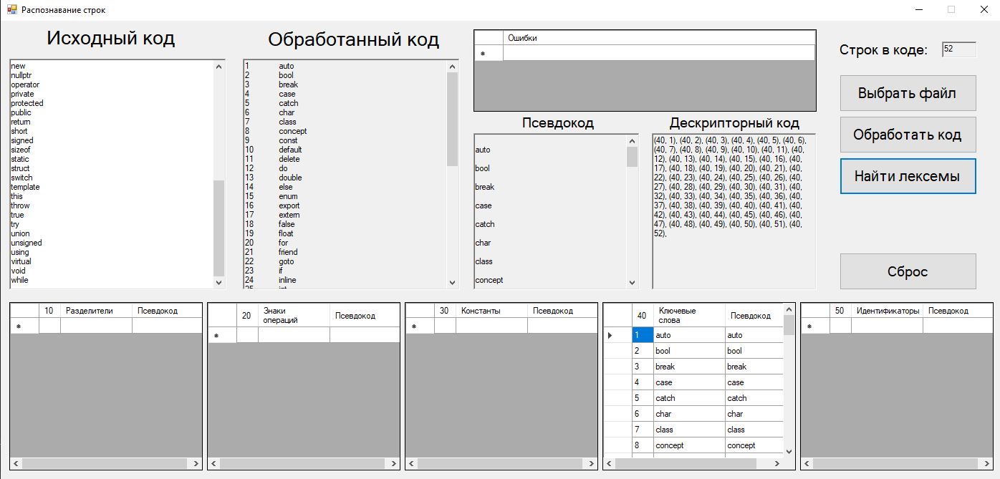 Распознавание строк
Исходный код
new
nullptr
operator
private
protected
public
return
short
signed
sizeof
static
struct
switch
template
this
throw
true
try
union
unsigned
using
virtual
void
while
Обработанный код
1 auto
2 bool
3 break
4 case
5 catch
6 char
7 class
8 concept
9 const
10 default
11 delete
12 do
13 double
14 else
15 enum
16 export
17 extern
18 false
19 float
20 for
21 friend
22 goto
23 if
24 inline
25 int
Ошибки
Псевдокод
auto
bool
break
case
catch
char
class
concept
Дескрипторный код
(40, 1), (40, 2), (40, 3), (40, 4), (40, 5), (40, 6),
(40, 7), (40, 8), (40, 9), (40, 10), (40, 11), (40,
12), (40, 13), (40, 14), (40, 15), (40, 16), (40,
17), (40, 18), (40, 19), (40, 20), (40, 21), (40,
22), (40, 23), (40, 24), (40, 25), (40, 26), (40,
27), (40, 28), (40, 29), (40, 30), (40, 31), (40,
32), (40, 33), (40, 34), (40, 35), (40, 36), (40,
37), (40, 38), (40, 39), (40, 40), (40, 41), (40,
42), (40, 43), (40, 44), (40, 45), (40, 46), (40,
47), (40, 48), (40, 49), (40, 50), (40, 51), (40,
52),
Строк в коде: 52
Выбрать файл
Обработать код
Найти лексемы
Сброс
10 Разделители Псевдокод
20 Знаки
операций Псевдокод
30 Константы Псевдокод
40 Ключевые
слова Псевдокод
1 auto auto
2 bool bool
3 break break
4 case case
5 catch catch
6 char char
7 class class
8 concept concept
50 Идентификаторы Псевдокод